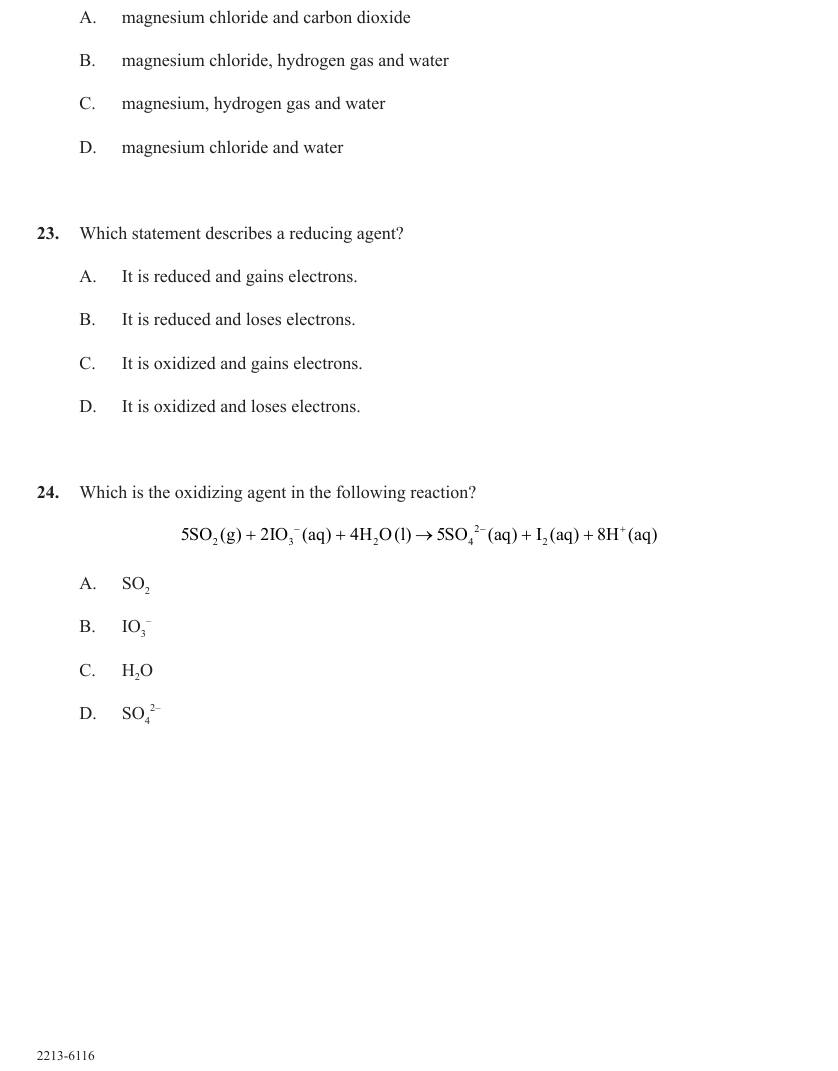 A. magnesium chloride and carbon dioxide
B. magnesium chloride, hydrogen gas and water
C. magnesium, hydrogen gas and water
D. magnesium chloride and water
23. Which statement describes a reducing agent?
A. It is reduced and gains electrons.
B. It is reduced and loses electrons.
C. It is oxidized and gains electrons.
D. It is oxidized and loses electrons.
24. Which is the oxidizing agent in the following reaction?
5SO₂(g) + 2IO₃⁻(aq) + 4H₂O(l) → 5SO₄²⁻(aq) + I₂(aq) + 8H⁺(aq)
A. SO₂
B. IO₃⁻
C. H₂O
D. SO₄²⁻
2213-6116